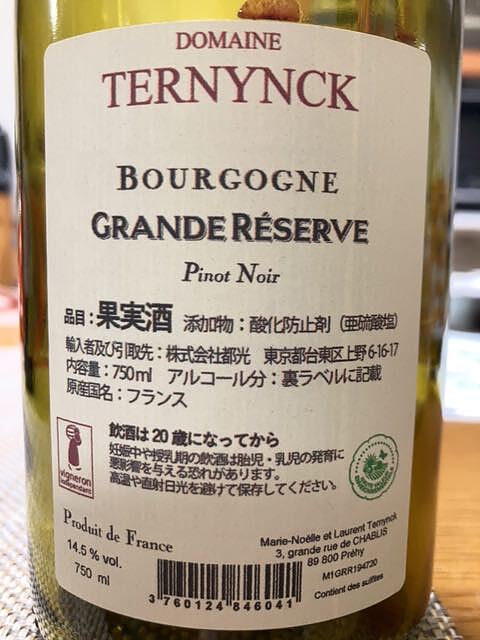 DOMAINE
TERNYNCK
BOURGOGNE
GRANDE RÉSERVE
Pinot Noir
品目：果実酒 添加物：酸化防止剤（亜硫酸塩）
輸入者及び引取先：株式会社都光 東京都台東区上野6-16-17
内容量：750ml アルコール分：裏ラベルに記載
原産国名：フランス
飲酒は20歳になってから
妊娠中や授乳期の飲酒は胎児・乳児の発育に
悪影響を与える恐れがあります。
高温や直射日光を避けて保存してください。
vigneron
indépendant
Produit de France
14.5 % vol.
750 ml
Marie-Noëlle et Laurent Ternynck
3, grande rue de CHABLIS
89 800 Préhy
M1GRR194720
Contient des sulfites
3 760124 846041